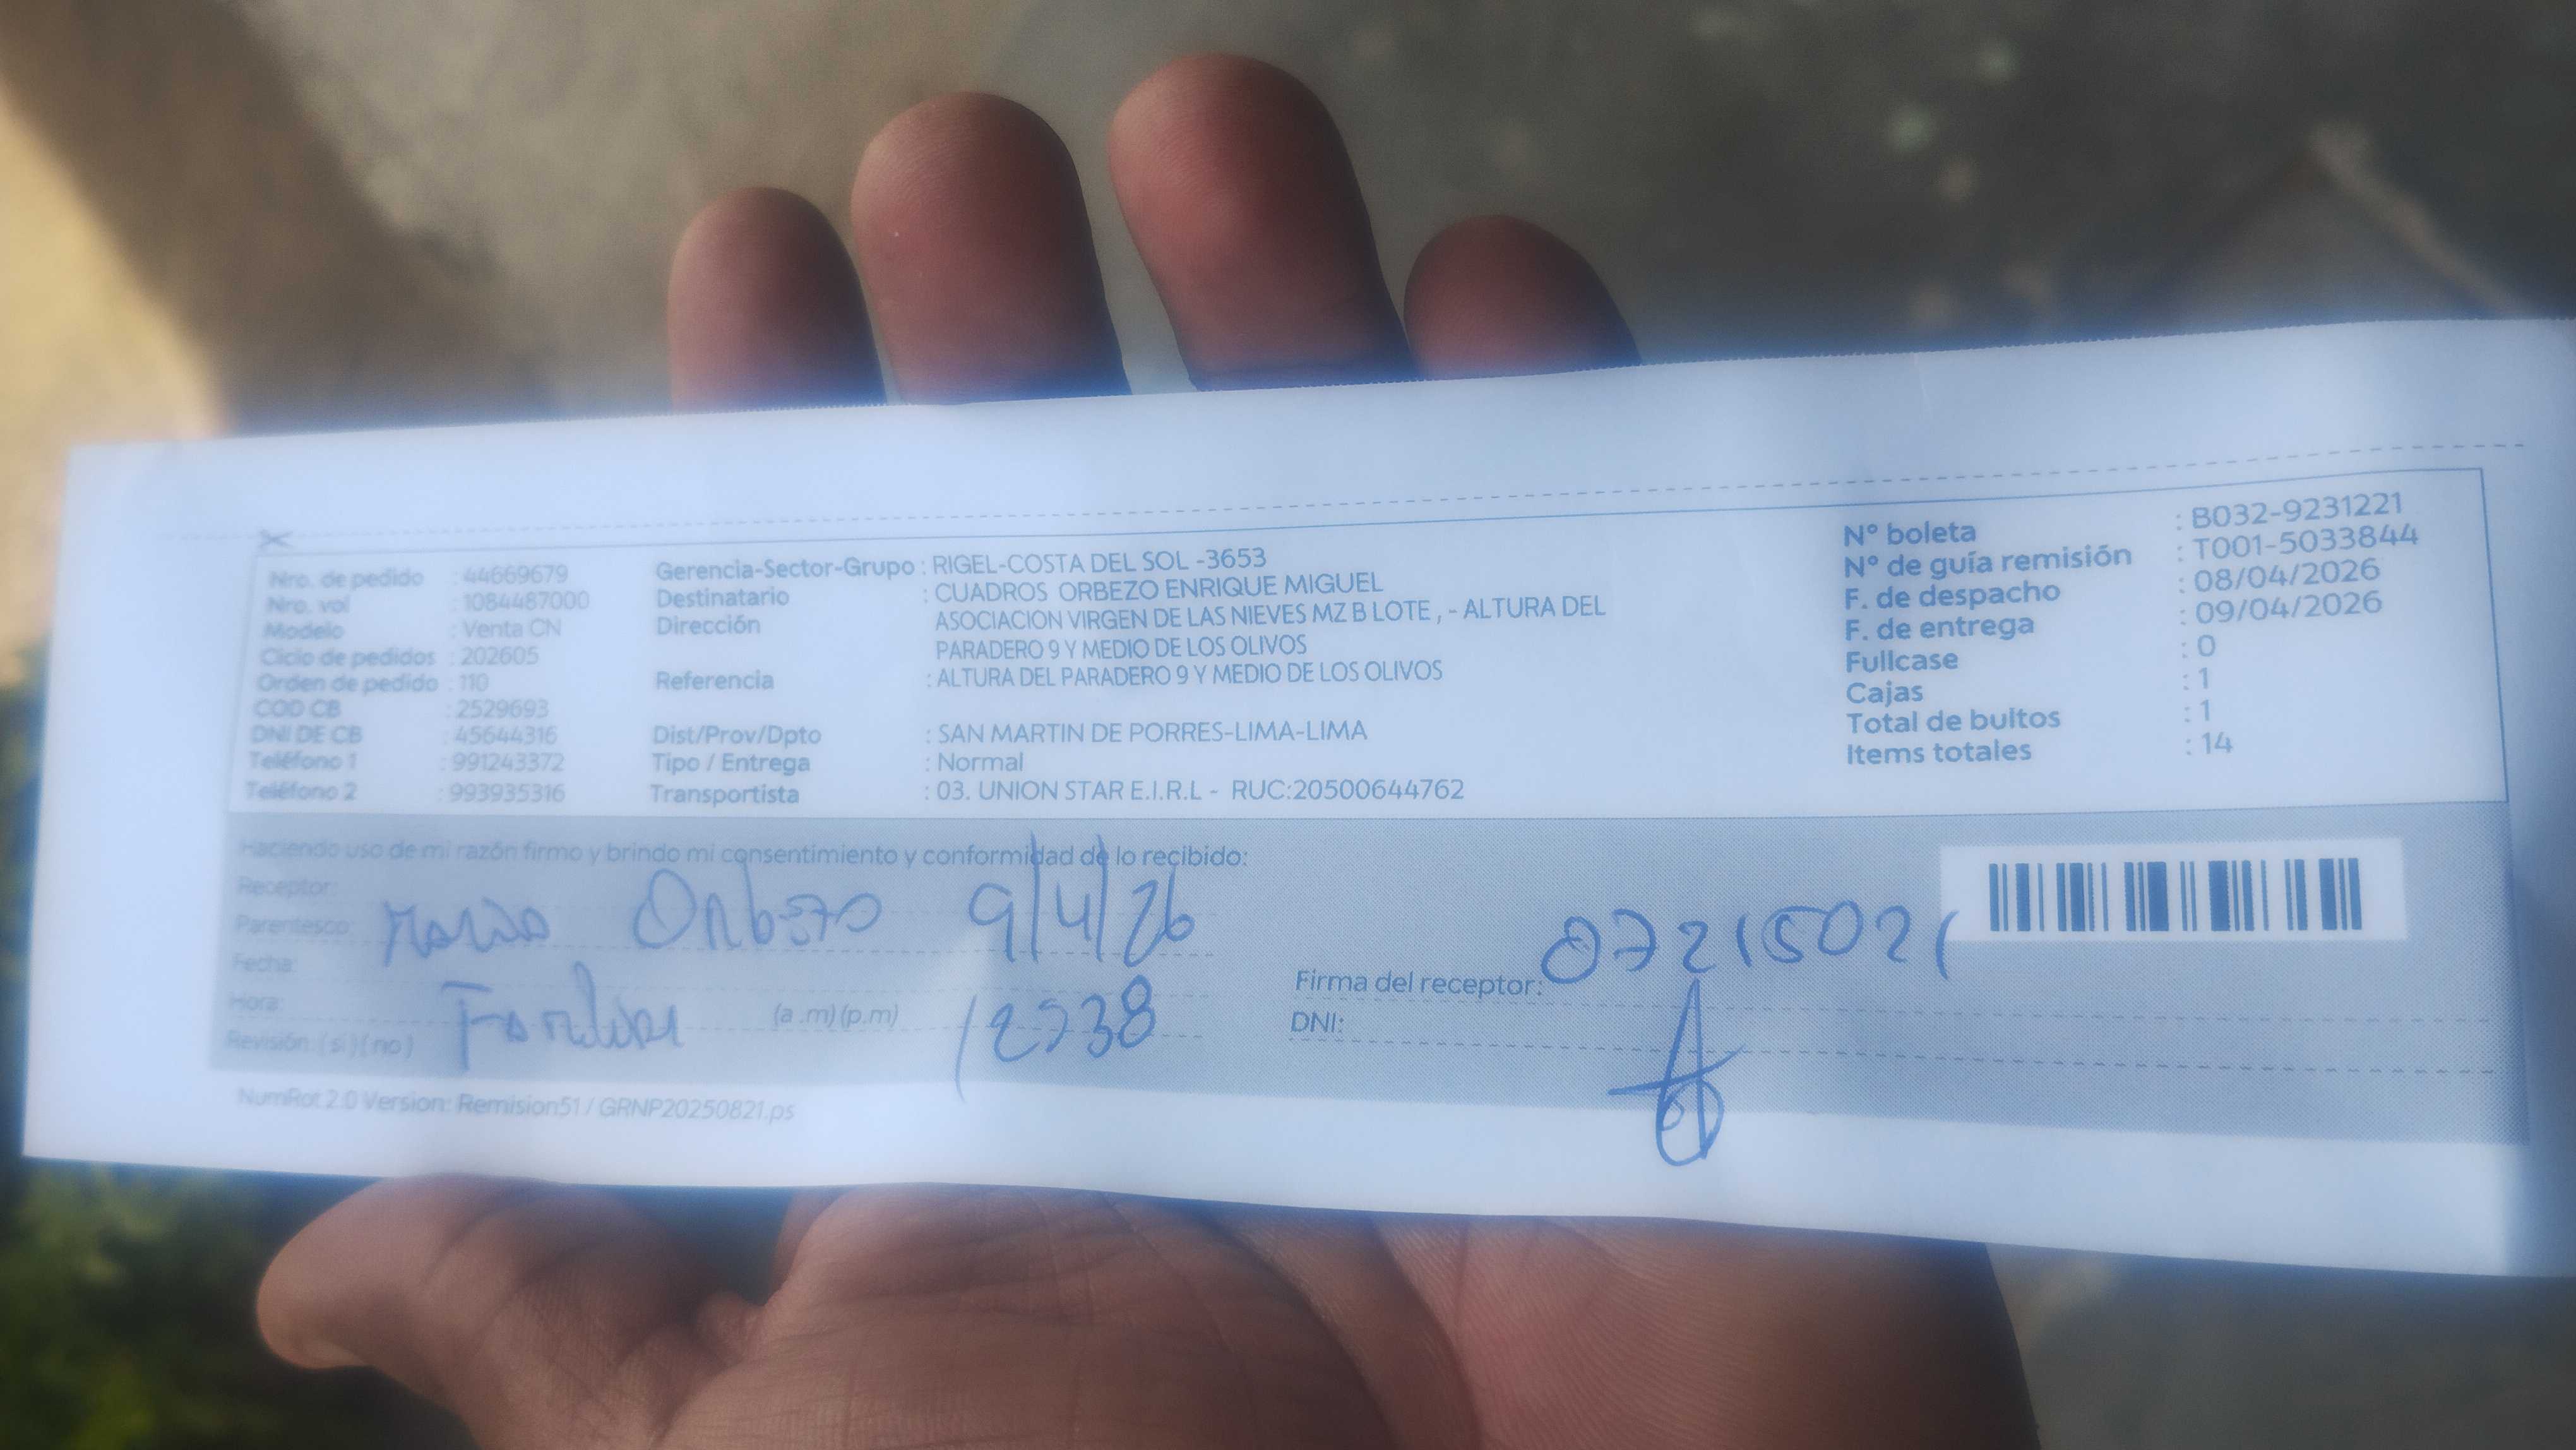 Nro. de pedido : 44669679
Nro. vol : 1084487000
Modelo : Venta CN
Ciclo de pedidos : 202605
Orden de pedido : 110
COD CB : 2529693
DNI DE CB : 45644316
Teléfono 1 : 991243372
Teléfono 2 : 993935316
Gerencia-Sector-Grupo : RIGEL-COSTA DEL SOL -3653
Destinatario : CUADROS ORBEZO ENRIQUE MIGUEL
Dirección : ASOCIACION VIRGEN DE LAS NIEVES MZ B LOTE , - ALTURA DEL
PARADERO 9 Y MEDIO DE LOS OLIVOS
Referencia : ALTURA DEL PARADERO 9 Y MEDIO DE LOS OLIVOS
Dist/Prov/Dpto : SAN MARTIN DE PORRES-LIMA-LIMA
Tipo / Entrega : Normal
Transportista : 03. UNION STAR E.I.R.L - RUC:20500644762
Nº boleta : B032-9231221
Nº de guía remisión : T001-5033844
F. de despacho : 08/04/2026
F. de entrega : 09/04/2026
Fullcase : 0
Cajas : 1
Total de bultos : 1
Items totales : 14
Haciendo uso de mi razón firmo y brindo mi consentimiento y conformidad de lo recibido:
Receptor:
Parentesco: Orbezo 9/4/26
Fecha:
Hora: (a.m) (p.m)
Revisión: ( si ) ( no )
07215021
Firma del receptor:
DNI:
NumRot 2.0 Version: Remision51 / GRNP20250821.ps